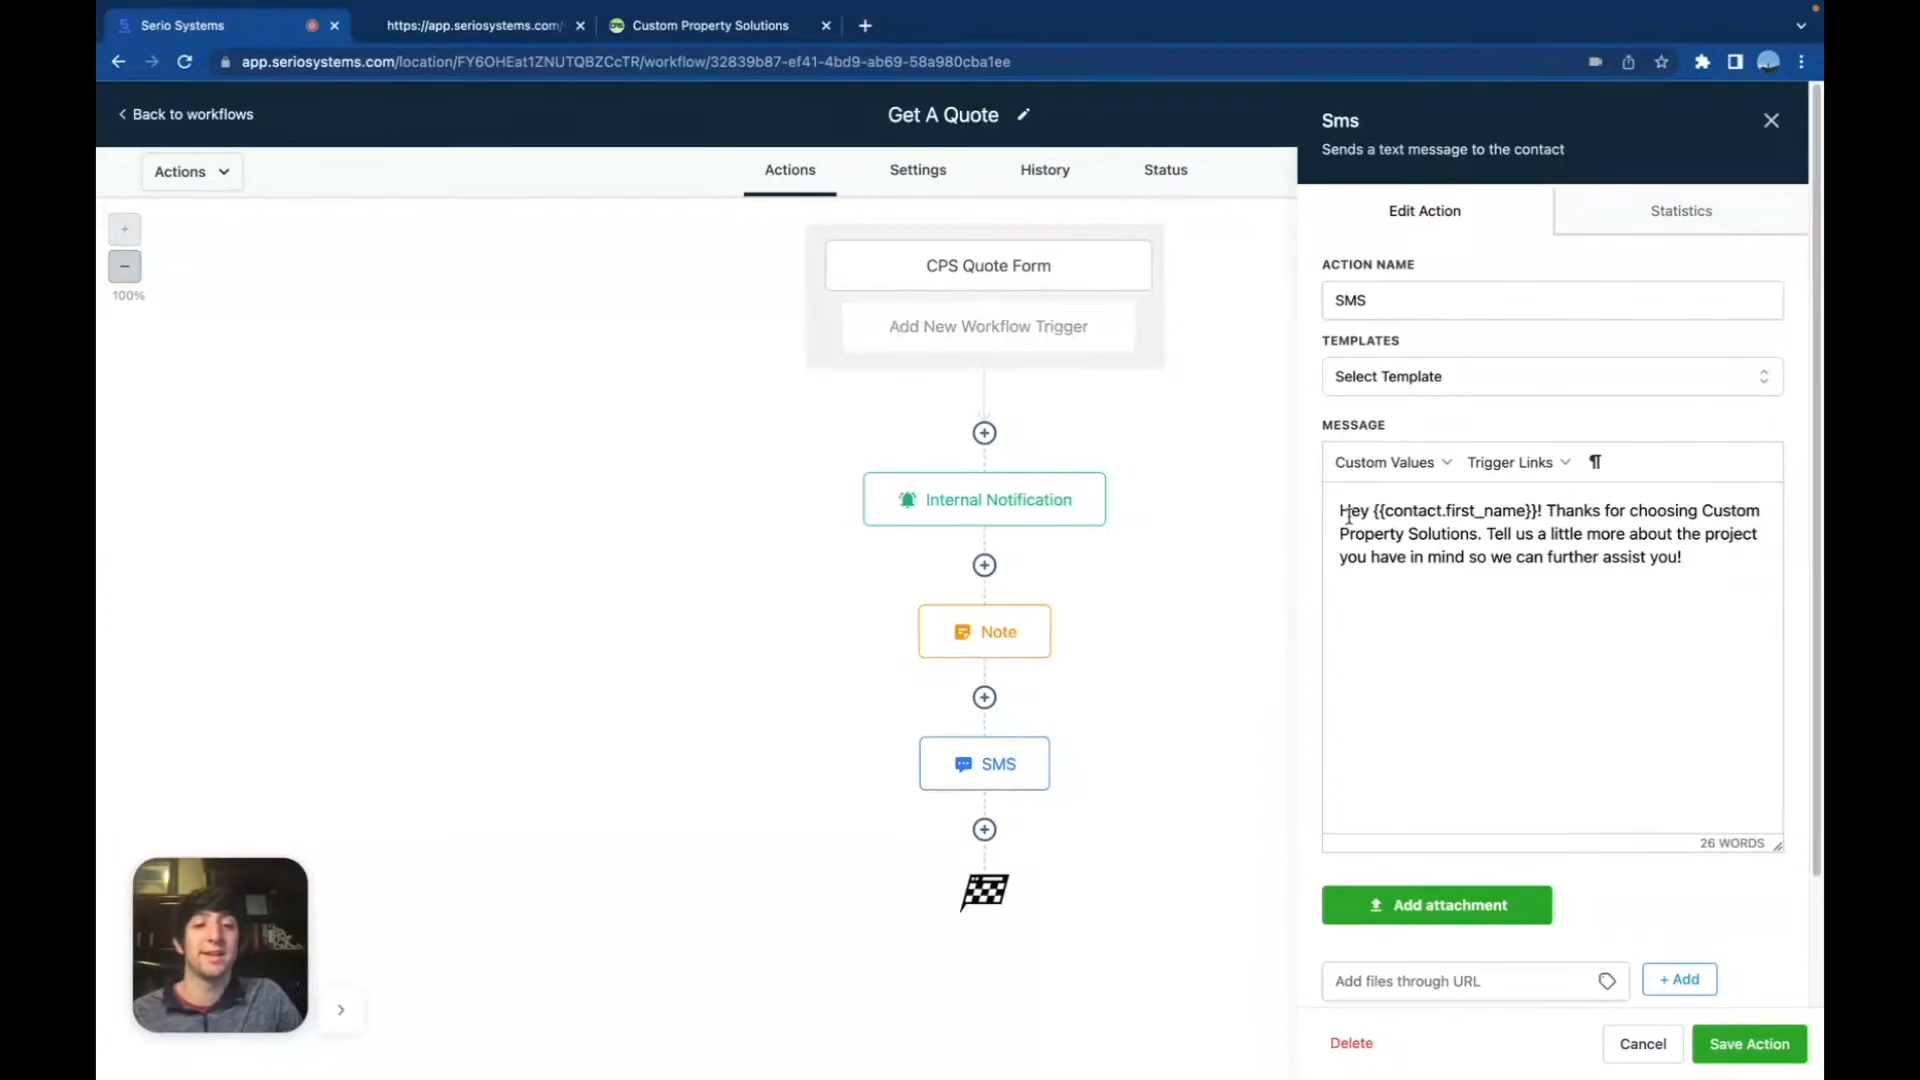 Serio Systems
https://app.seriosystems.com/
Custom Property Solutions
app.seriosystems.com/location/FY6OHEat1ZNUTQBZCcTR/workflow/32839b87-ef41-4bd9-ab69-58a980cba1ee
Back to workflows
Get A Quote
Actions
Actions
Settings
History
Status
100%
CPS Quote Form
Add New Workflow Trigger
Internal Notification
Note
SMS
Sms
Sends a text message to the contact
Edit Action
Statistics
ACTION NAME
SMS
TEMPLATES
Select Template
MESSAGE
Custom Values
Trigger Links
Hey {{contact.first_name}}! Thanks for choosing Custom
Property Solutions. Tell us a little more about the project
you have in mind so we can further assist you!
26 WORDS
Add attachment
Add files through URL
+ Add
Delete
Cancel
Save Action